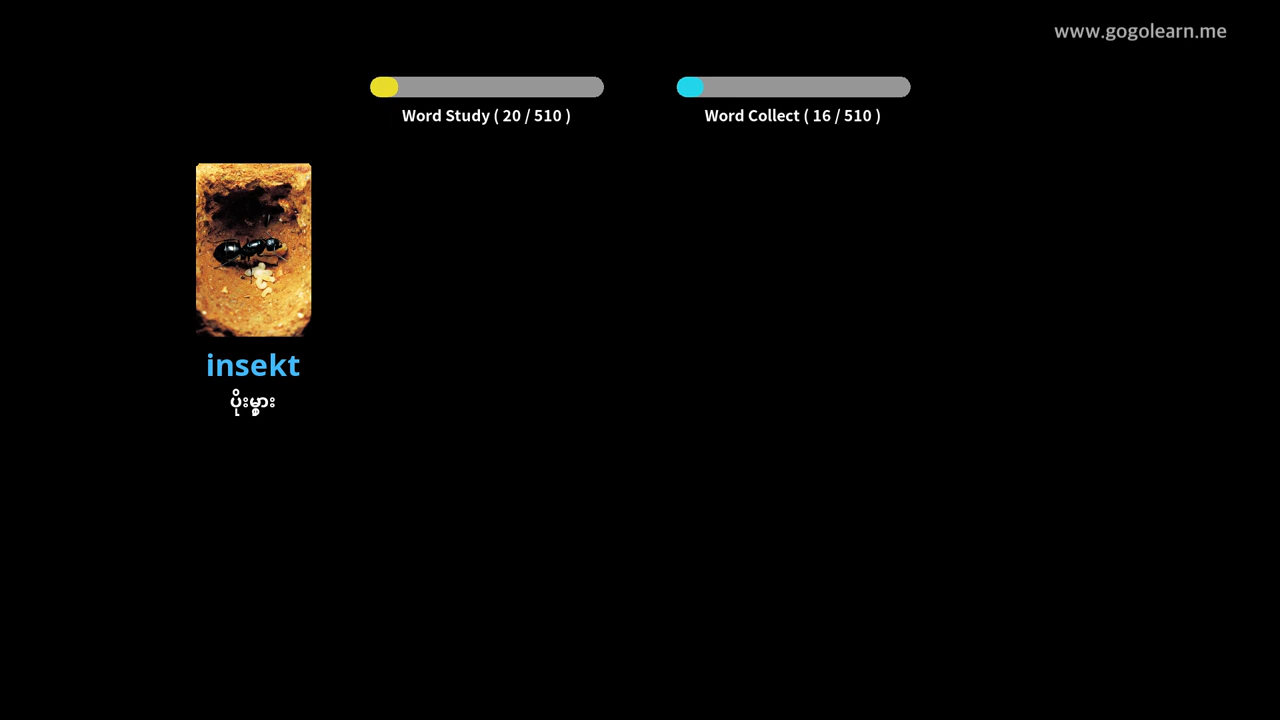 www.gogolearn.me
Word Study ( 20 / 510 )
Word Collect ( 16 / 510 )
insekt
ပိုးမွှား